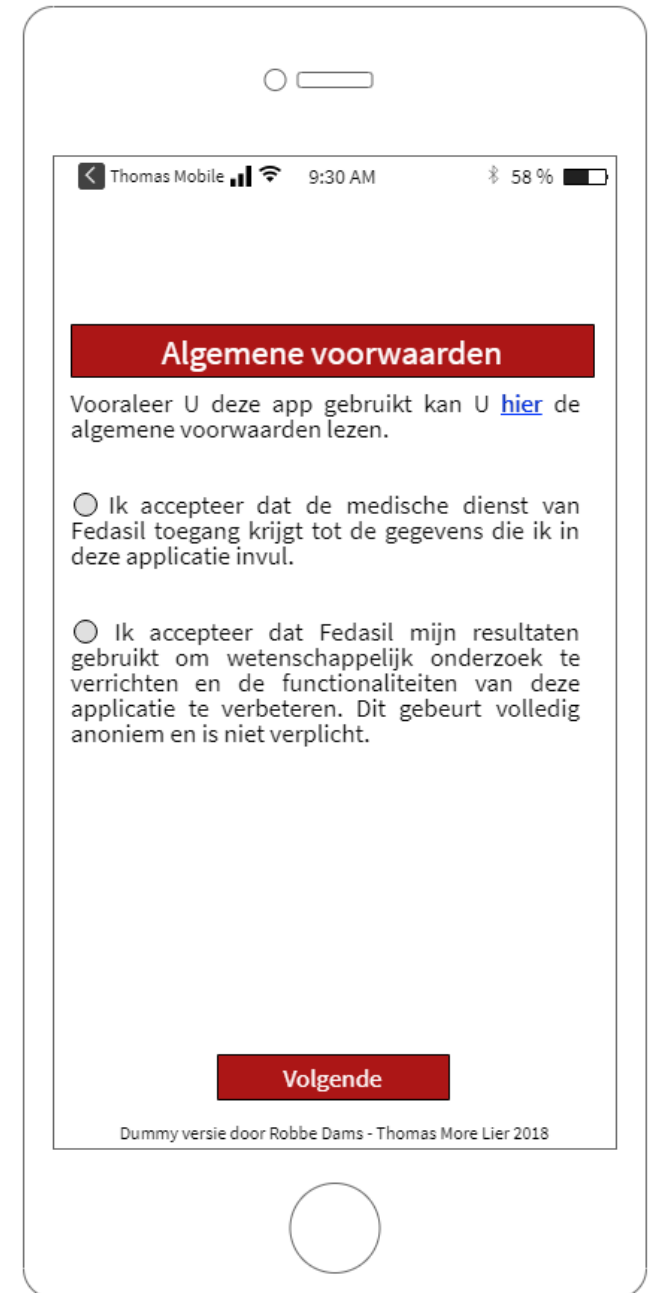 Thomas Mobile 9:30 AM 58 %
Algemene voorwaarden
Vooraleer U deze app gebruikt kan U hier de
algemene voorwaarden lezen.
Ik accepteer dat de medische dienst van
Fedasil toegang krijgt tot de gegevens die ik in
deze applicatie invul.
Ik accepteer dat Fedasil mijn resultaten
gebruikt om wetenschappelijk onderzoek te
verrichten en de functionaliteiten van deze
applicatie te verbeteren. Dit gebeurt volledig
anoniem en is niet verplicht.
Volgende
Dummy versie door Robbe Dams - Thomas More Lier 2018